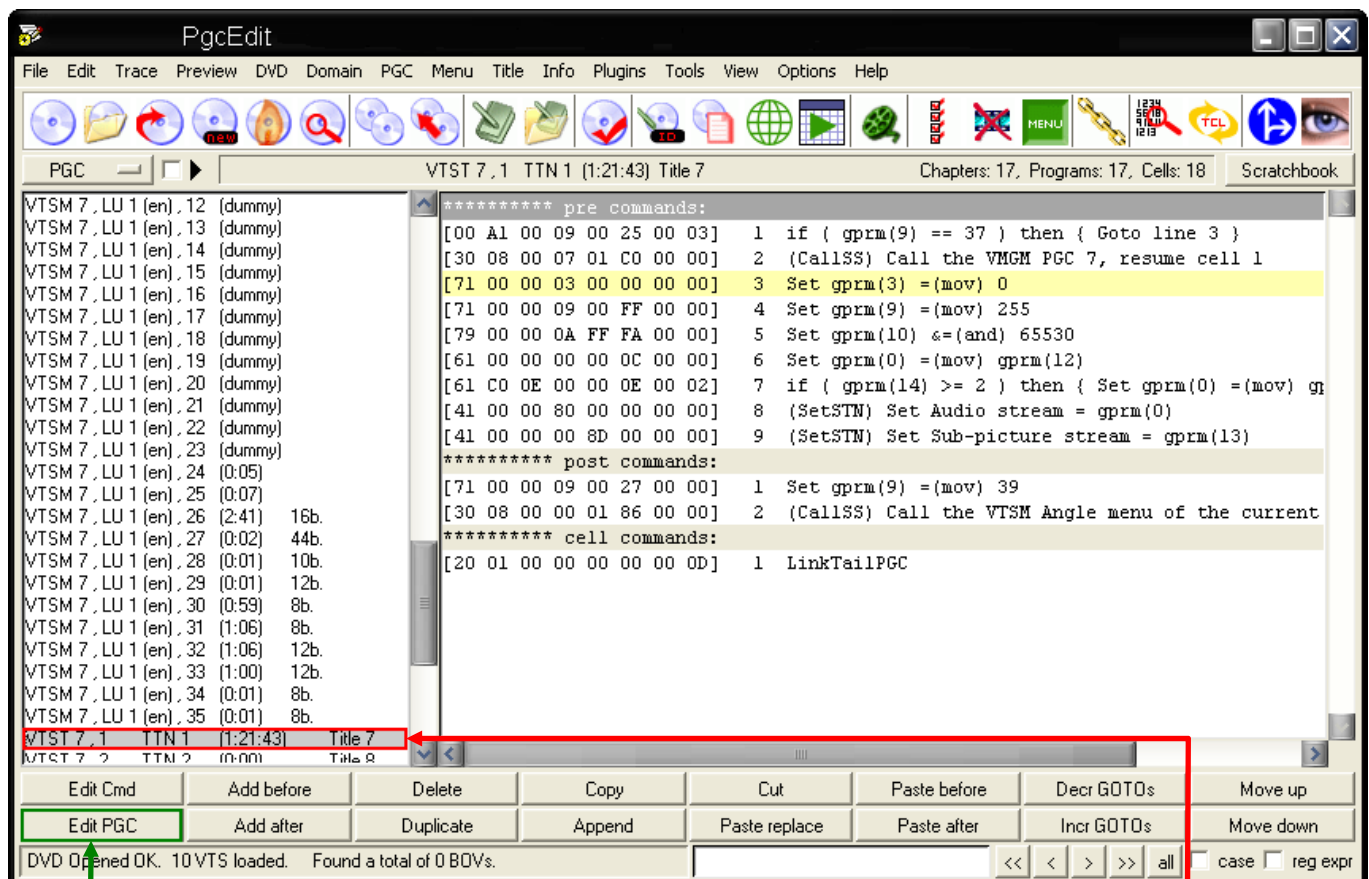 PgcEdit
File Edit Trace Preview DVD Domain PGC Menu Title Info Plugins Tools View Options Help
new ID MENU 1234 5678 9101 1213 TCL
PGC VTST 7 , 1 TTN 1 (1:21:43) Title 7 Chapters: 17, Programs: 17, Cells: 18 Scratchbook
VTSM 7 , LU 1 (en) , 12 (dummy)
VTSM 7 , LU 1 (en) , 13 (dummy)
VTSM 7 , LU 1 (en) , 14 (dummy)
VTSM 7 , LU 1 (en) , 15 (dummy)
VTSM 7 , LU 1 (en) , 16 (dummy)
VTSM 7 , LU 1 (en) , 17 (dummy)
VTSM 7 , LU 1 (en) , 18 (dummy)
VTSM 7 , LU 1 (en) , 19 (dummy)
VTSM 7 , LU 1 (en) , 20 (dummy)
VTSM 7 , LU 1 (en) , 21 (dummy)
VTSM 7 , LU 1 (en) , 22 (dummy)
VTSM 7 , LU 1 (en) , 23 (dummy)
VTSM 7 , LU 1 (en) , 24 (0:05)
VTSM 7 , LU 1 (en) , 25 (0:07)
VTSM 7 , LU 1 (en) , 26 (2:41) 16b.
VTSM 7 , LU 1 (en) , 27 (0:02) 44b.
VTSM 7 , LU 1 (en) , 28 (0:01) 10b.
VTSM 7 , LU 1 (en) , 29 (0:01) 12b.
VTSM 7 , LU 1 (en) , 30 (0:59) 8b.
VTSM 7 , LU 1 (en) , 31 (1:06) 8b.
VTSM 7 , LU 1 (en) , 32 (1:06) 12b.
VTSM 7 , LU 1 (en) , 33 (1:00) 12b.
VTSM 7 , LU 1 (en) , 34 (0:01) 8b.
VTSM 7 , LU 1 (en) , 35 (0:01) 8b.
VTST 7 , 1 TTN 1 (1:21:43) Title 7
VTST 7 , 2 TTN 2 (0:00) Title 8
********** pre commands:
[00 A1 00 09 00 25 00 03] 1 if ( gprm(9) == 37 ) then { Goto line 3 }
[30 08 00 07 01 C0 00 00] 2 (CallSS) Call the VMGM PGC 7, resume cell 1
[71 00 00 03 00 00 00 00] 3 Set gprm(3) =(mov) 0
[71 00 00 09 00 FF 00 00] 4 Set gprm(9) =(mov) 255
[79 00 00 0A FF FA 00 00] 5 Set gprm(10) &=(and) 65530
[61 00 00 00 00 0C 00 00] 6 Set gprm(0) =(mov) gprm(12)
[61 C0 0E 00 00 0E 00 02] 7 if ( gprm(14) >= 2 ) then { Set gprm(0) =(mov) gp
[41 00 00 80 00 00 00 00] 8 (SetSTN) Set Audio stream = gprm(0)
[41 00 00 00 8D 00 00 00] 9 (SetSTN) Set Sub-picture stream = gprm(13)
********** post commands:
[71 00 00 09 00 27 00 00] 1 Set gprm(9) =(mov) 39
[30 08 00 00 01 86 00 00] 2 (CallSS) Call the VTSM Angle menu of the current
********** cell commands:
[20 01 00 00 00 00 00 0D] 1 LinkTailPGC
Edit Cmd Add before Delete Copy Cut Paste before Decr GOTOs Move up
Edit PGC Add after Duplicate Append Paste replace Paste after Incr GOTOs Move down
DVD Opened OK. 10 VTS loaded. Found a total of 0 BOVs. << < > >> all case reg expr